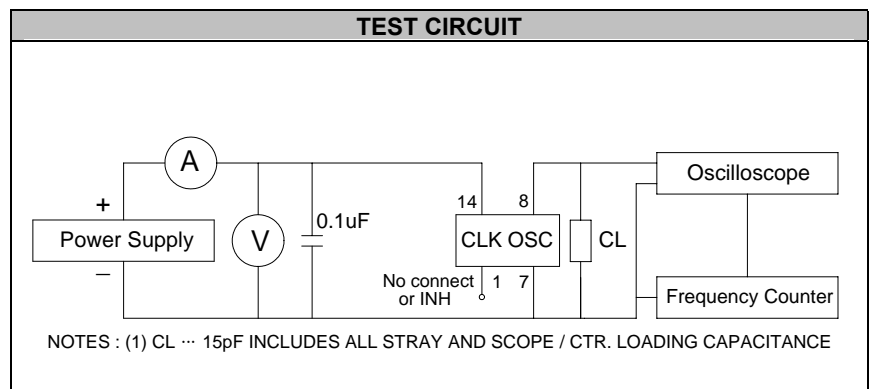 TEST CIRCUIT
A
Oscilloscope
14 8
+
0.1uF
Power Supply
V
CLK OSC
CL
−
No connect 1 7
or INH
Frequency Counter
NOTES : (1) CL ··· 15pF INCLUDES ALL STRAY AND SCOPE / CTR. LOADING CAPACITANCE